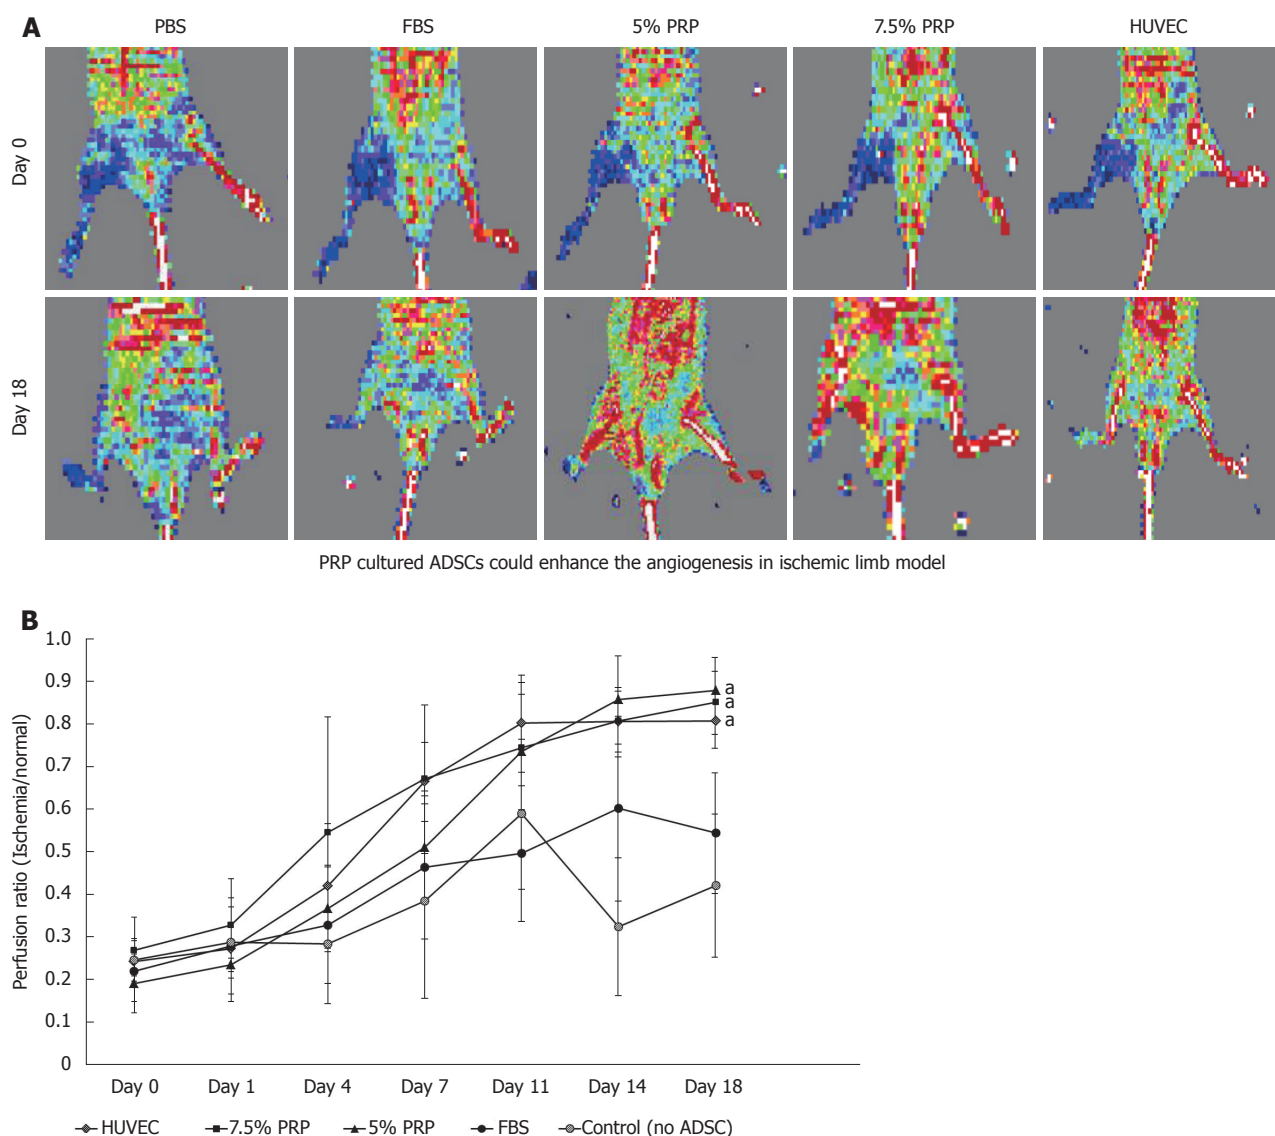 A
PBS FBS 5% PRP 7.5% PRP HUVEC
Day 0
Day 18
PRP cultured ADSCs could enhance the angiogenesis in ischemic limb model
B
Perfusion ratio (Ischemia/normal)
1.0
0.9
0.8
0.7
0.6
0.5
0.4
0.3
0.2
0.1
0
a
a
a
Day 0 Day 1 Day 4 Day 7 Day 11 Day 14 Day 18
HUVEC 7.5% PRP 5% PRP FBS Control (no ADSC)